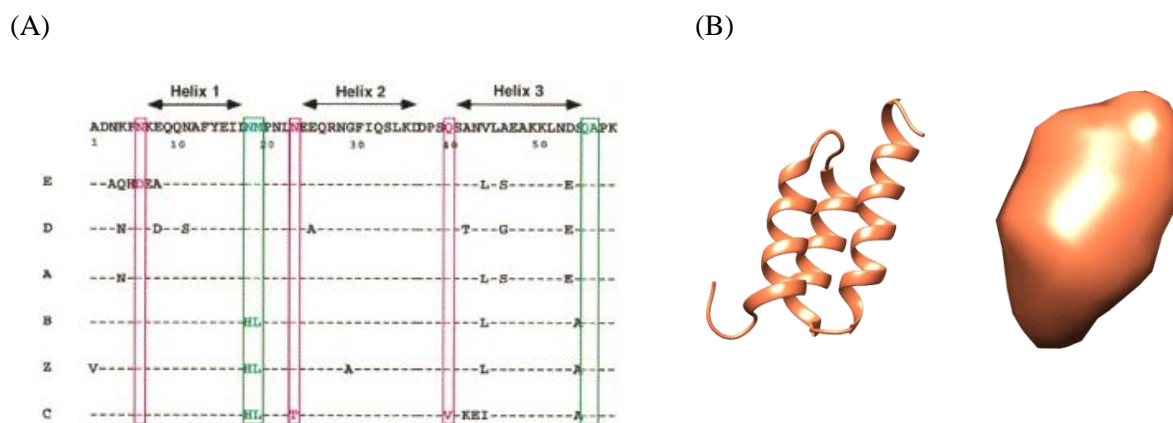 (A)
(B)
Helix 1 Helix 2 Helix 3
ADNKFNKEQQNAFYEILNMPNLNEEQRNGFIQSLKDDPSQSANVLAEAKKLNDSQAPK
1 10 20 30 40 50
E --AQHDEA-----------------------------------L-S------E-----
D ---N---D--S-------------A----------------T---G------E-----
A ---N---------------------------------------L-S------E-----
B -----------------HL------------------------L---------A----
Z V----------------HL---------A--------------L---------A----
C -----------------HL---T----------------V-KEI---------A----